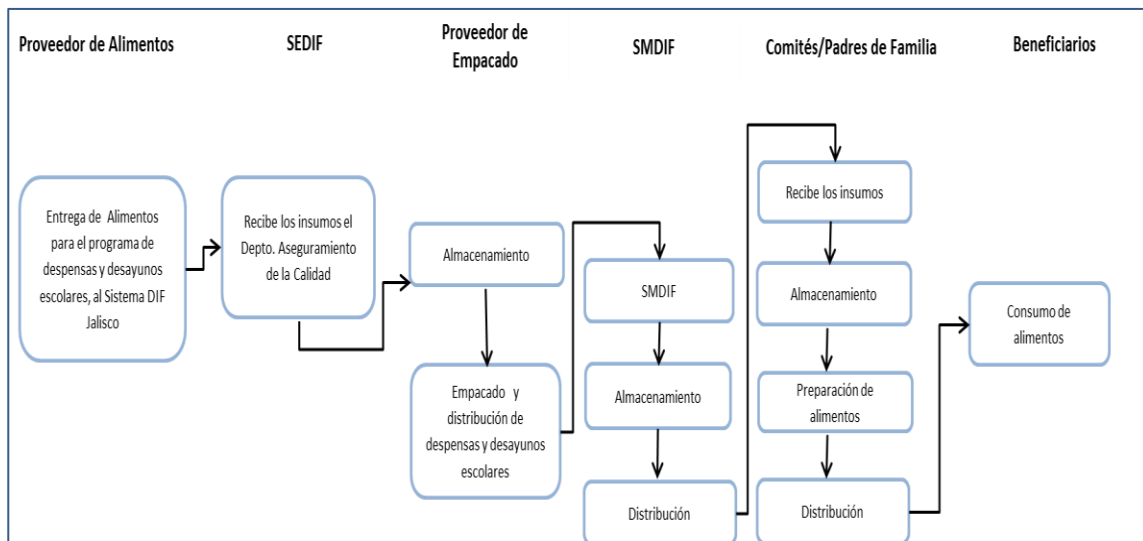 Proveedor de Alimentos
SEDIF
Proveedor de
Empacado
SMDIF
Comités/Padres de Familia
Beneficiarios
Entrega de Alimentos
para el programa de
despensas y desayunos
escolares, al Sistema DIF
Jalisco
Recibe los insumos el
Depto. Aseguramiento
de la Calidad
Almacenamiento
Empacado y
distribución de
despensas y desayunos
escolares
SMDIF
Almacenamiento
Distribución
Recibe los insumos
Almacenamiento
Preparación de
alimentos
Distribución
Consumo de
alimentos